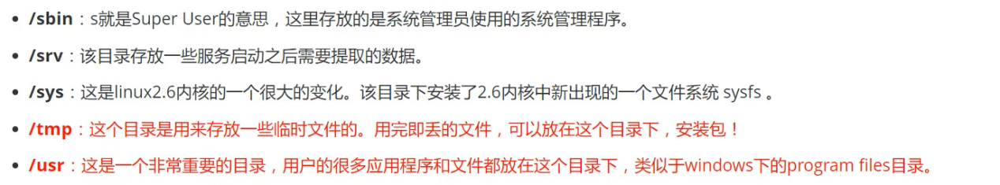 /sbin：s就是Super User的意思，这里存放的是系统管理员使用的系统管理程序。
/srv：该目录存放一些服务启动之后需要提取的数据。
/sys：这是linux2.6内核的一个很大的变化。该目录下安装了2.6内核中新出现的一个文件系统 sysfs 。
/tmp：这个目录是用来存放一些临时文件的。用完即丢的文件，可以放在这个目录下，安装包！
/usr：这是一个非常重要的目录，用户的很多应用程序和文件都放在这个目录下，类似于windows下的program files目录。